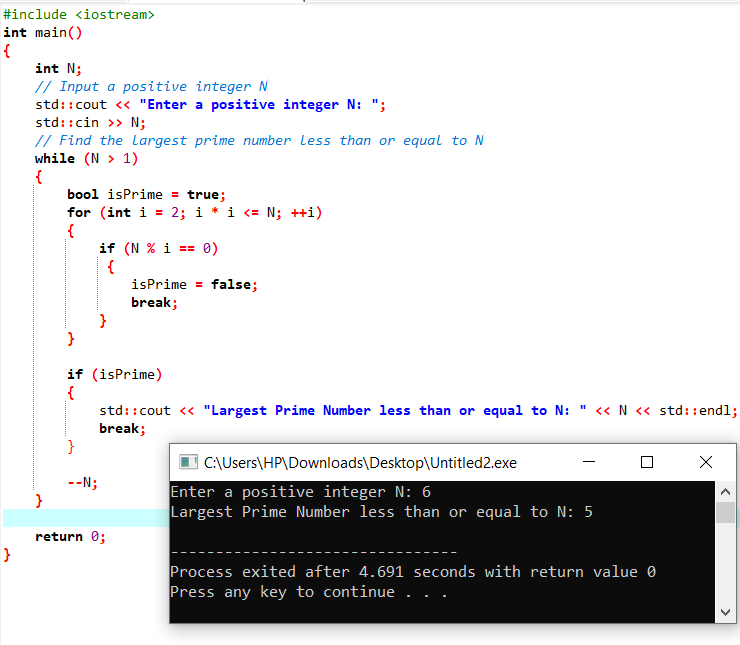 #include <iostream>
int main()
{
    int N;
    // Input a positive integer N
    std::cout << "Enter a positive integer N: ";
    std::cin >> N;
    // Find the largest prime number less than or equal to N
    while (N > 1)
    {
        bool isPrime = true;
        for (int i = 2; i * i <= N; ++i)
        {
            if (N % i == 0)
             {
                isPrime = false;
                break;
            }
        }

        if (isPrime)
        {
            std::cout << "Largest Prime Number less than or equal to N: " << N << std::endl;
            break;
        }

        --N;
    }

    return 0;
}
C:\Users\HP\Downloads\Desktop\Untitled2.exe
Enter a positive integer N: 6
Largest Prime Number less than or equal to N: 5

--------------------------------
Process exited after 4.691 seconds with return value 0
Press any key to continue . . .